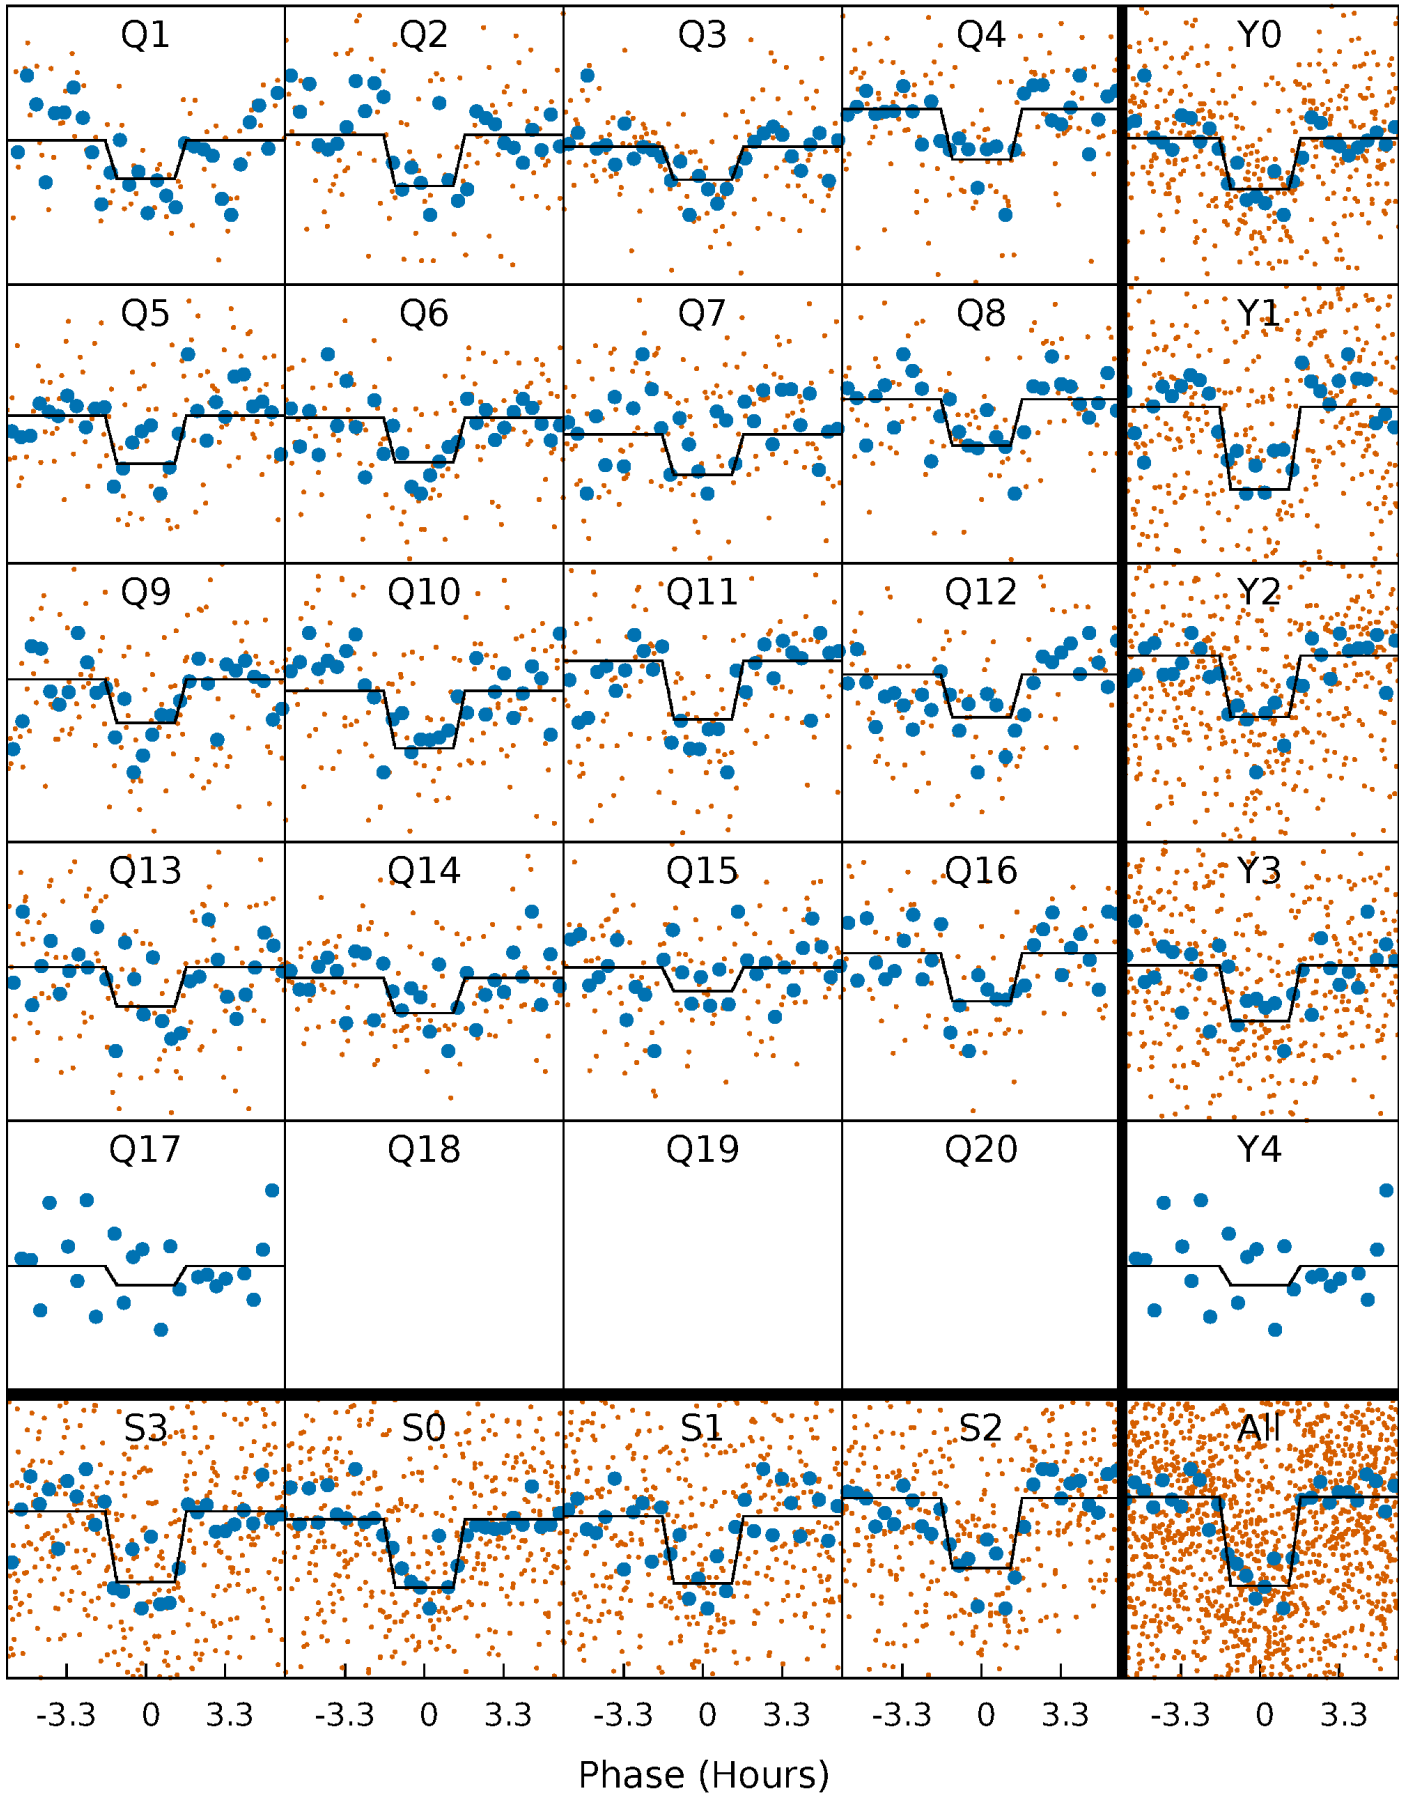 Q1 Q2 Q3 Q4 Y0
Q5 Q6 Q7 Q8 Y1
Q9 Q10 Q11 Q12 Y2
Q13 Q14 Q15 Q16 Y3
Q17 Q18 Q19 Q20 Y4
S3 S0 S1 S2 All
-3.3 0 3.3 -3.3 0 3.3 -3.3 0 3.3 -3.3 0 3.3 -3.3 0 3.3
Phase (Hours)